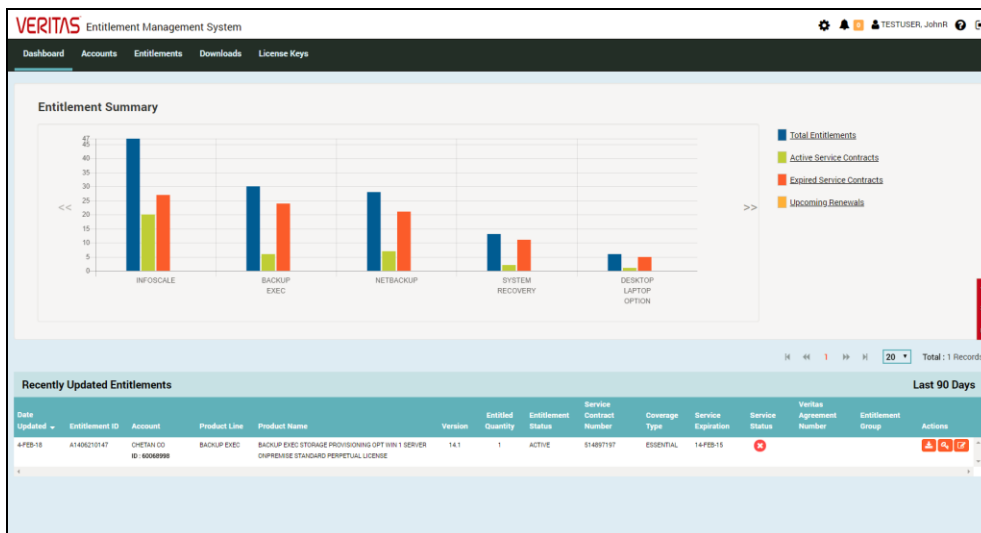 VERITAS Entitlement Management System
TESTUSER, JohnR
Dashboard Accounts Entitlements Downloads License Keys
Entitlement Summary
47
45
40
35
30
25
20
15
10
5
0
<<
>>
INFOSCALE
BACKUP
EXEC
NETBACKUP
SYSTEM
RECOVERY
DESKTOP
LAPTOP
OPTION
Total Entitlements
Active Service Contracts
Expired Service Contracts
Upcoming Renewals
1 20 Total : 1 Records
Recently Updated Entitlements Last 90 Days
Date
Updated
Entitlement ID
Account
Product Line
Product Name
Version
Entitled
Quantity
Entitlement
Status
Service
Contract
Number
Coverage
Type
Service
Expiration
Service
Status
Veritas
Agreement
Number
Entitlement
Group
Actions
4-FEB-18 A1406210147 CHETAN CO BACKUP EXEC BACKUP EXEC STORAGE PROVISIONING OPT WIN 1 SERVER 14.1 1 ACTIVE 514897197 ESSENTIAL 14-FEB-15
ID : 60068998 ONPREMISE STANDARD PERPETUAL LICENSE